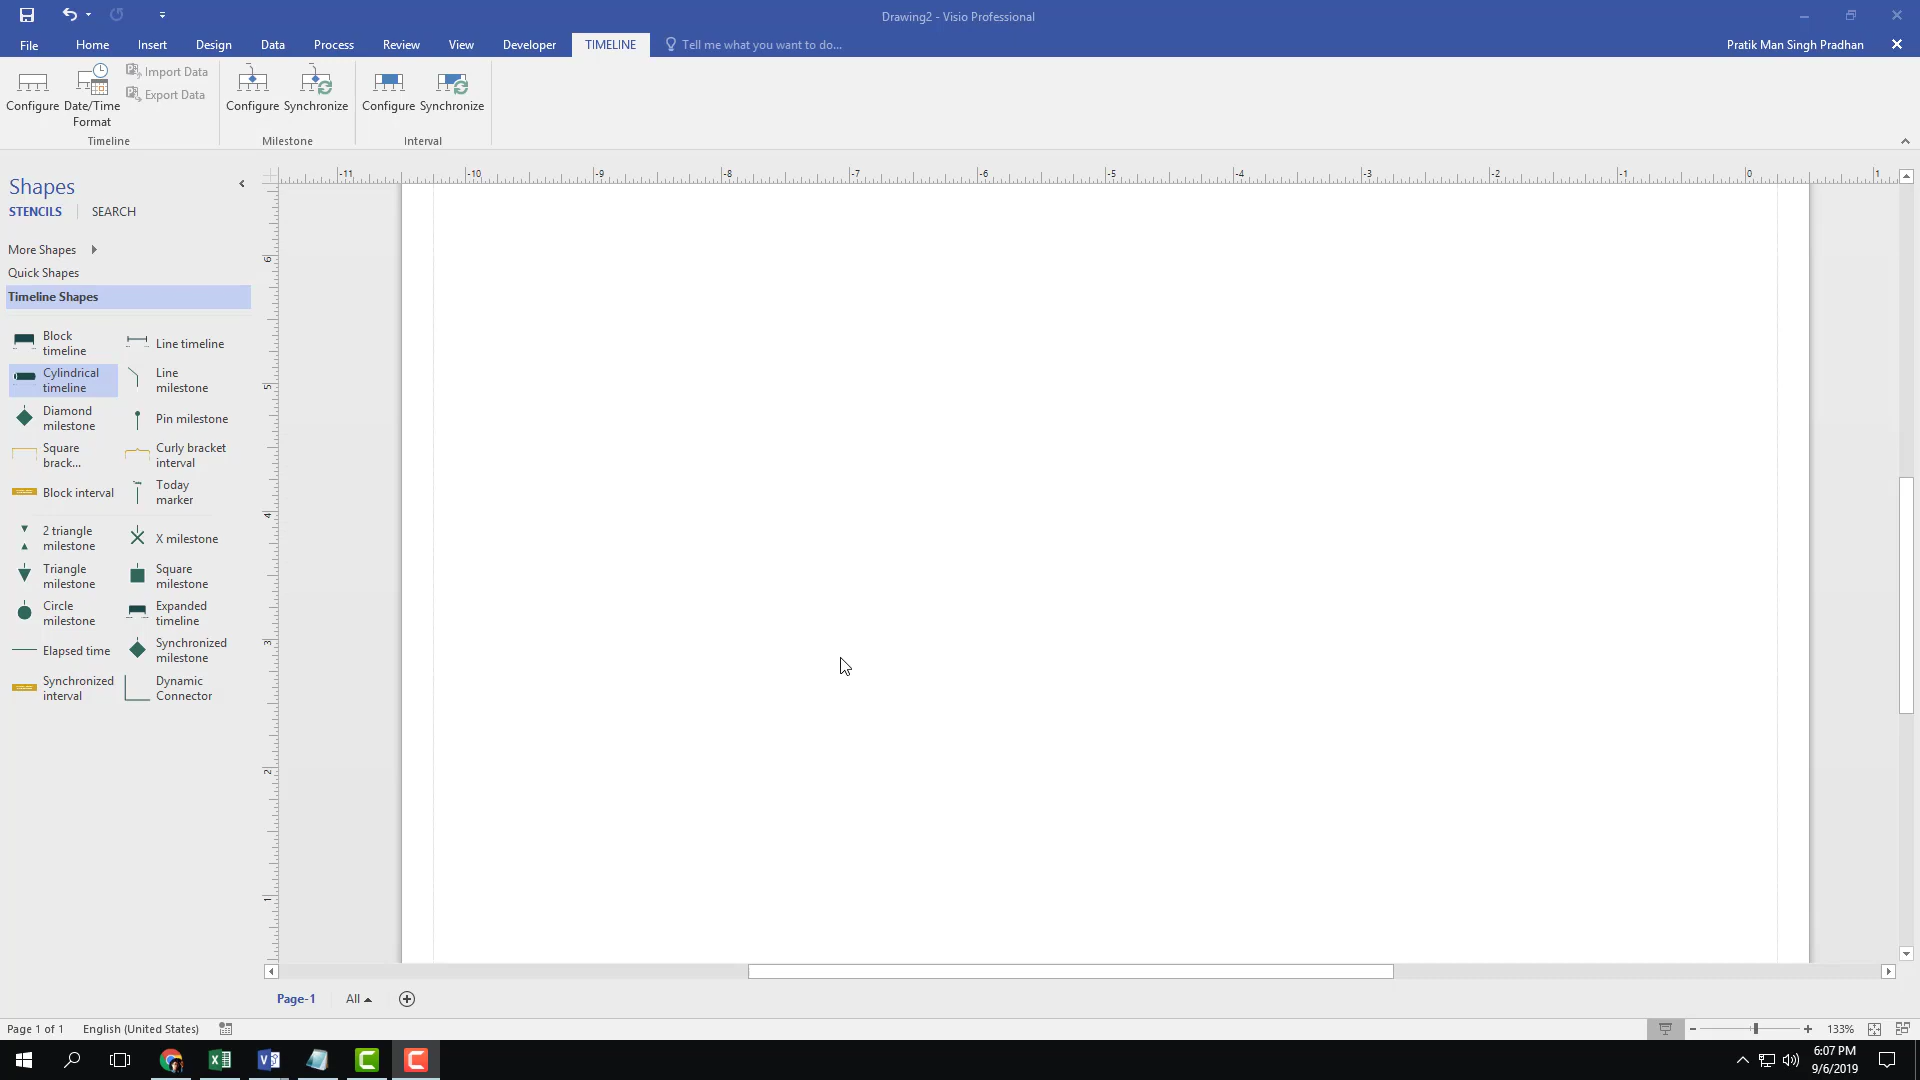 Drawing2 - Visio Professional
File Home Insert Design Data Process Review View Developer TIMELINE Tell me what you want to do... Pratik Man Singh Pradhan
Configure
Date/Time
Format
Import Data
Export Data
Timeline
Configure
Synchronize
Milestone
Configure
Synchronize
Interval
Shapes
STENCILS
SEARCH
More Shapes
Quick Shapes
Timeline Shapes
Block
timeline
Line timeline
Cylindrical
timeline
Line
milestone
Diamond
milestone
Pin milestone
Square
brack...
Curly bracket
interval
Block interval
Today
marker
2 triangle
milestone
X milestone
Triangle
milestone
Square
milestone
Circle
milestone
Expanded
timeline
Elapsed time
Synchronized
milestone
Synchronized
interval
Dynamic
Connector
-11 -10 -9 -8 -7 -6 -5 -4 -3 -2 -1 0 1
6
5
4
3
2
1
Page-1 All
Page 1 of 1 English (United States) 133%
6:07 PM
9/6/2019